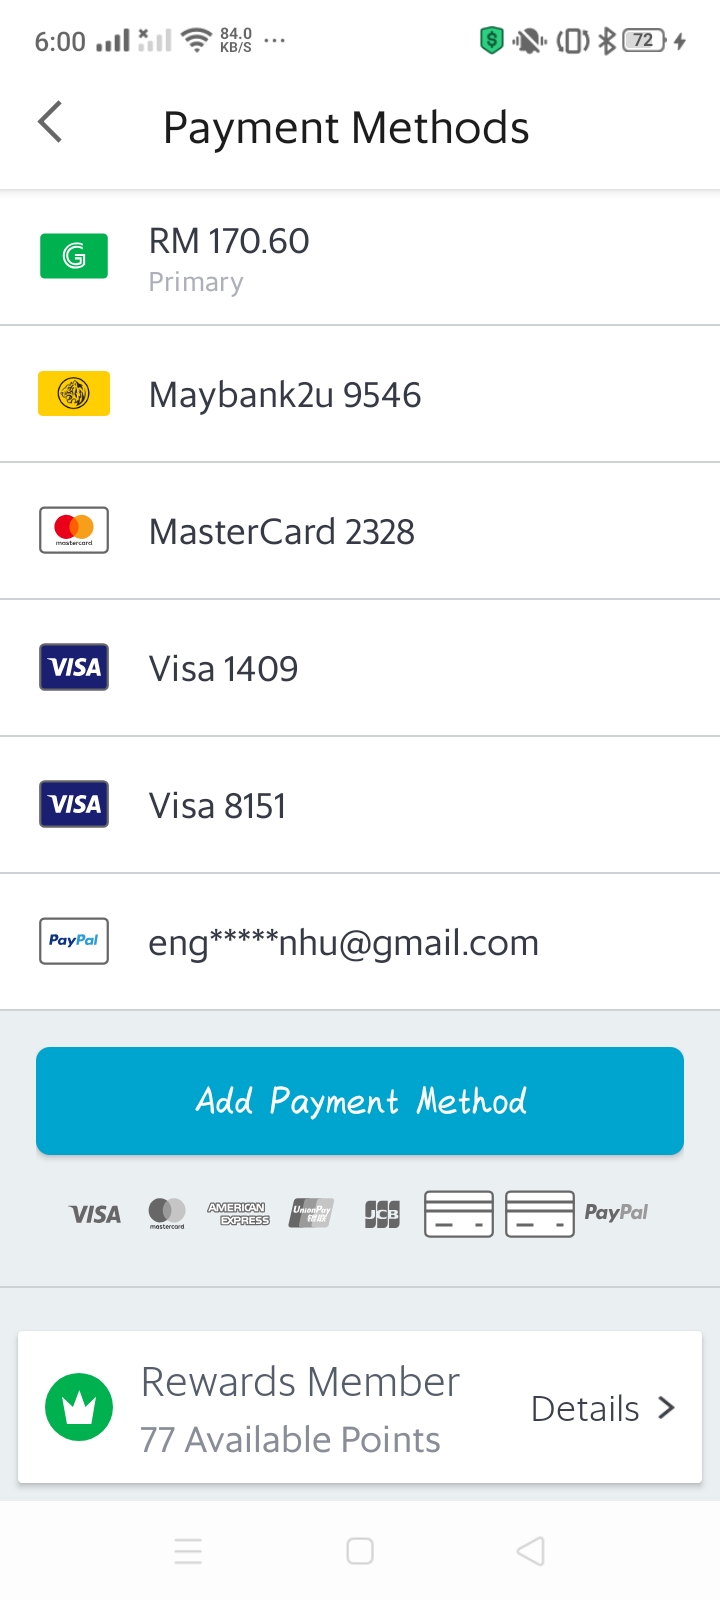 6:00 84.0 KB/S ... 72
Payment Methods
G RM 170.60
Primary
Maybank2u 9546
mastercard MasterCard 2328
VISA Visa 1409
VISA Visa 8151
PayPal eng*****nhu@gmail.com
Add Payment Method
VISA mastercard AMERICAN EXPRESS UnionPay 银联 JCB PayPal
Rewards Member
77 Available Points
Details